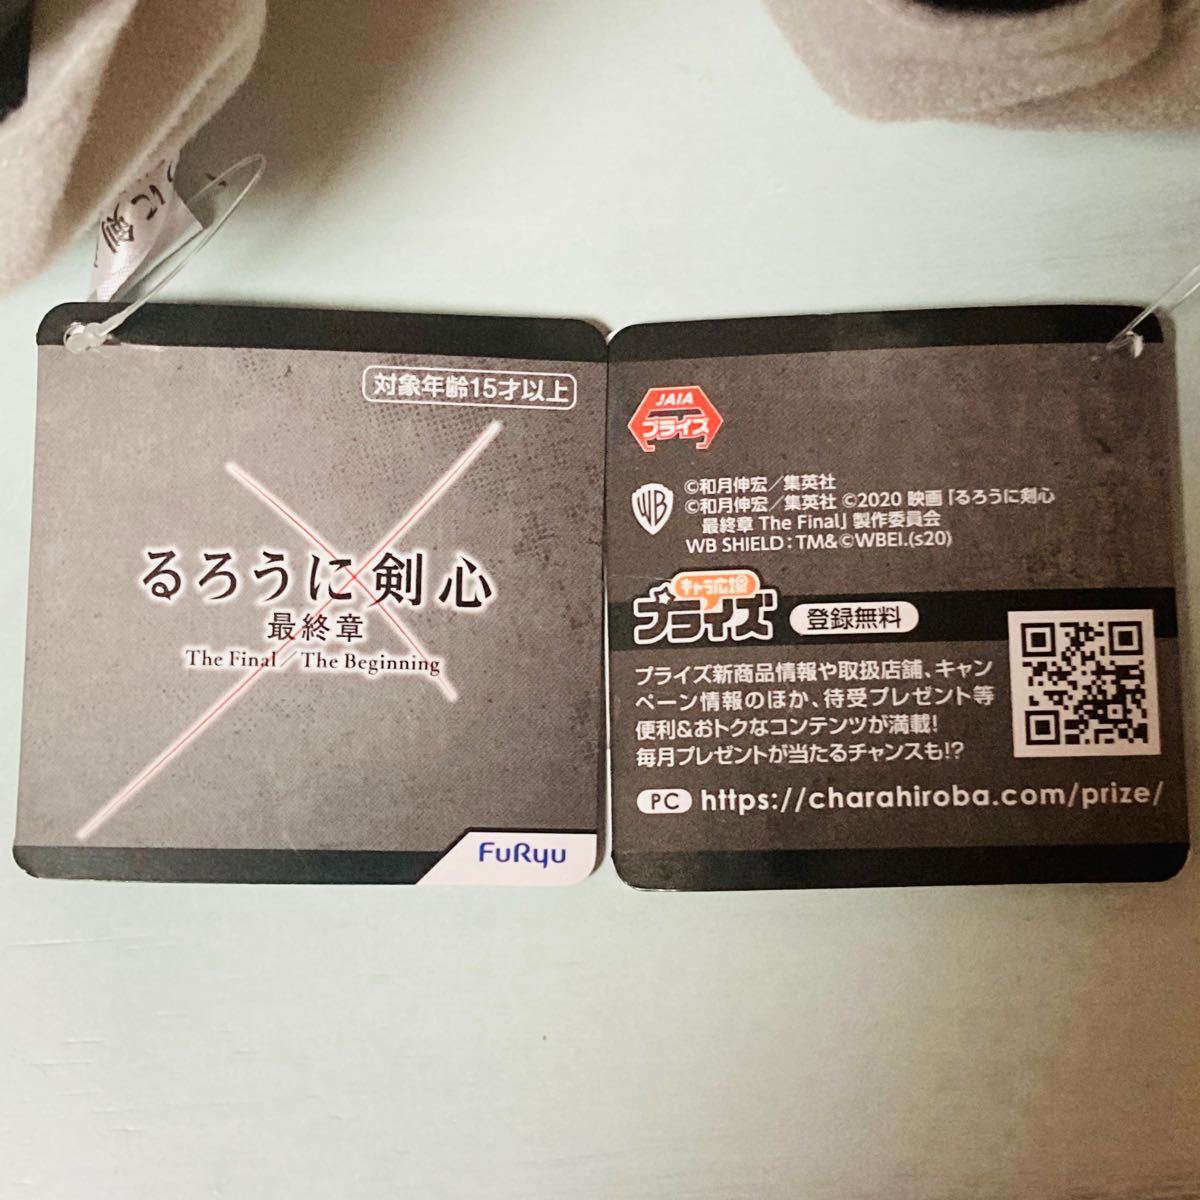 に剣
対象年齢15才以上
るろうに剣心
最終章
The Final／The Beginning
FuRyu
JAIA
プライズ
WB
©和月伸宏／集英社
©和月伸宏／集英社 ©2020 映画「るろうに剣心
最終章 The Final」製作委員会
WB SHIELD：TM&©WBEI.(s20)
キャラ広場
プライズ
登録無料
プライズ新商品情報や取扱店舗、キャン
ペーン情報のほか、待受プレゼント等
便利&おトクなコンテンツが満載!
毎月プレゼントが当たるチャンスも!?
PC https://charahiroba.com/prize/